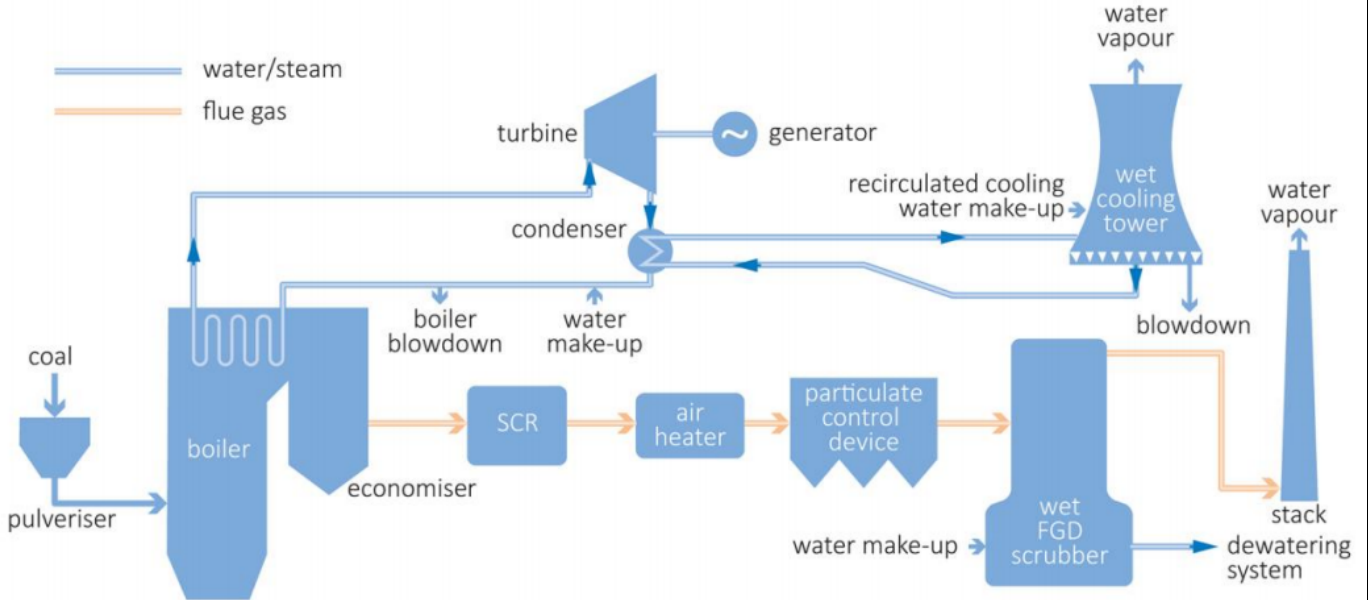 water
vapour
water/steam
flue gas
turbine
~
generator
recirculated cooling
water make-up
wet
cooling
tower
water
vapour
condenser
boiler
blowdown
water
make-up
blowdown
coal
boiler
SCR
air
heater
particulate
control
device
economiser
pulveriser
wet
FGD
scrubber
water make-up
stack
dewatering
system